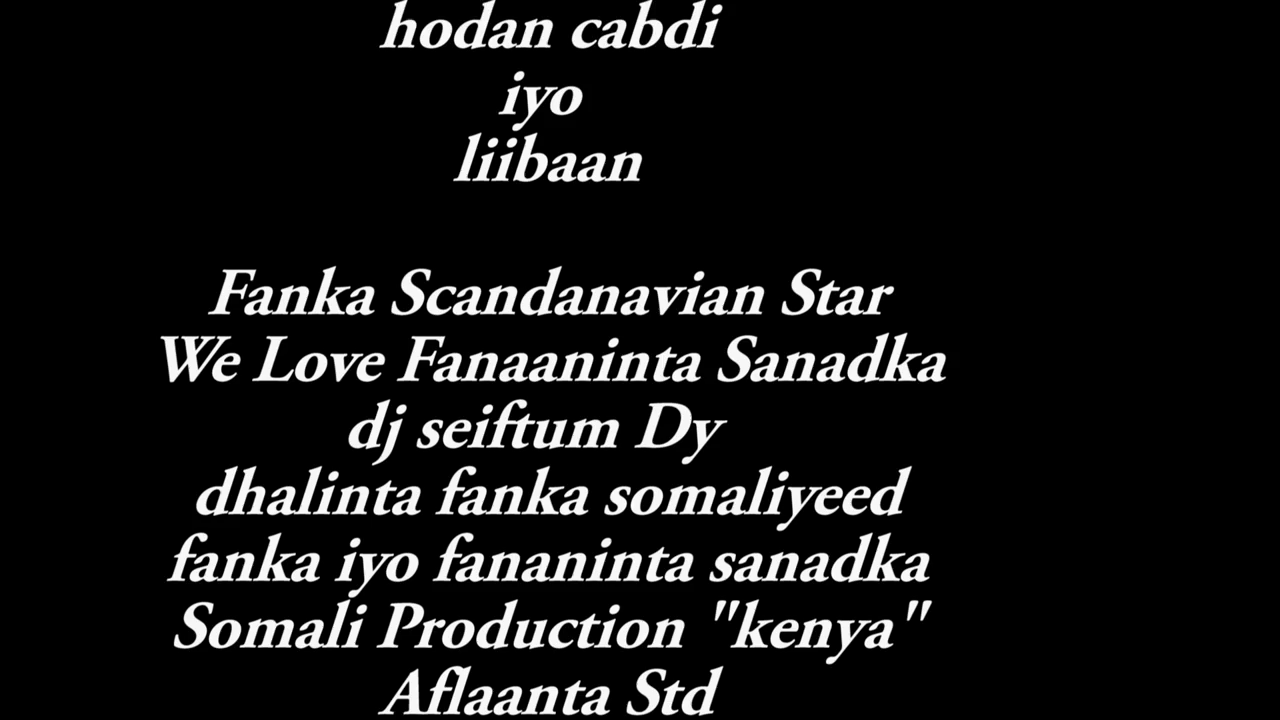 hodan cabdi
iyo
liibaan
Fanka Scandanavian Star
We Love Fanaaninta Sanadka
dj seiftum Dy
dhalinta fanka somaliyeed
fanka iyo fananinta sanadka
Somali Production "kenya"
Aflaanta Std